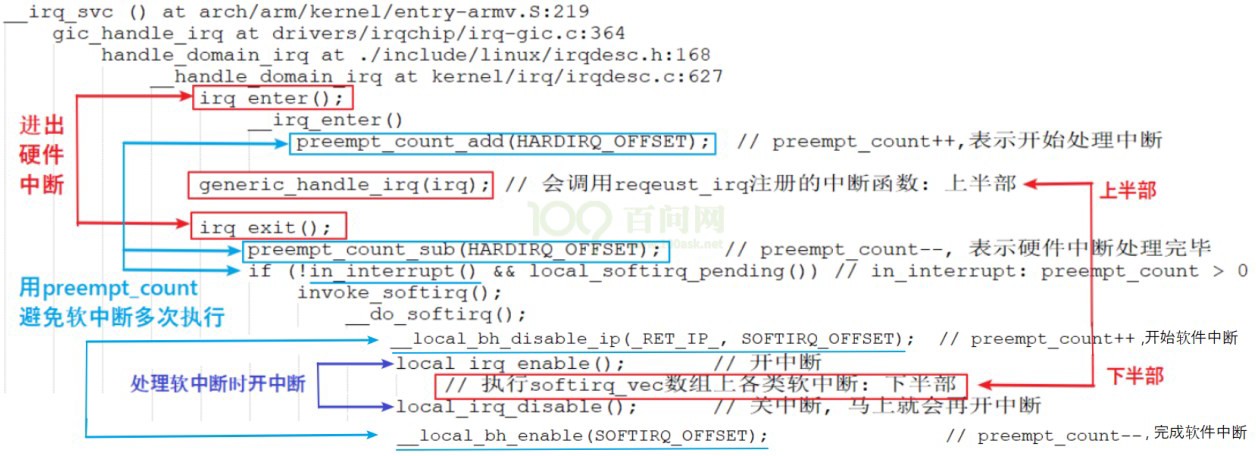 __irq_svc () at arch/arm/kernel/entry-armv.S:219
gic_handle_irq at drivers/irqchip/irq-gic.c:364
handle_domain_irq at ./include/linux/irqdesc.h:168
__handle_domain_irq at kernel/irq/irqdesc.c:627
irq_enter();
__irq_enter()
进出
硬件
中断
preempt_count_add(HARDIRQ_OFFSET); // preempt_count++,表示开始处理中断
generic_handle_irq(irq); // 会调用reqeust_irq注册的中断函数: 上半部
上半部
百问网
irq_exit();
preempt_count_sub(HARDIRQ_OFFSET); // preempt_count--, 表示硬件中断处理完毕
if (!in_interrupt() && local_softirq_pending()) // in_interrupt: preempt_count > 0
用preempt_count
避免软中断多次执行
invoke_softirq();
__do_softirq();
__local_bh_disable_ip(_RET_IP_, SOFTIRQ_OFFSET); // preempt_count++ ,开始软件中断
local_irq_enable(); // 开中断
处理软中断时开中断
// 执行softirq_vec数组上各类软中断: 下半部
下半部
local_irq_disable(); // 关中断, 马上就会再开中断
__local_bh_enable(SOFTIRQ_OFFSET); // preempt_count--, 完成软件中断